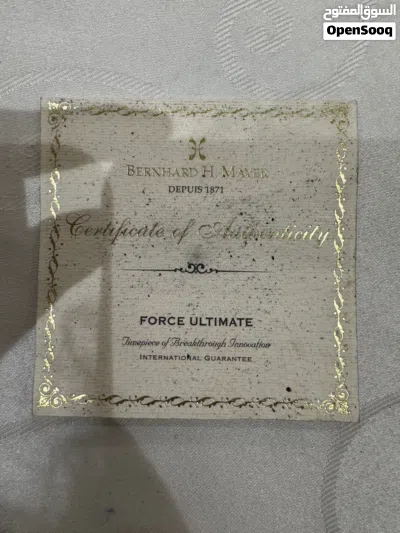 السوق المفتوح
OpenSooq
BERNHARD H. MAYER
DEPUIS 1871
Certificate of Authenticity
FORCE ULTIMATE
Timepiece of Breakthrough Innovation
INTERNATIONAL GUARANTEE